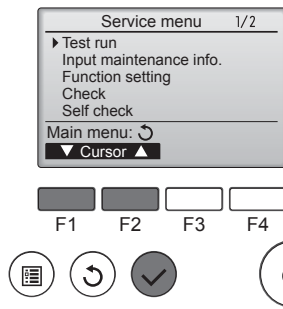 Service menu 1/2
Test run
Input maintenance info.
Function setting
Check
Self check
Main menu:
Cursor
F1 F2 F3 F4